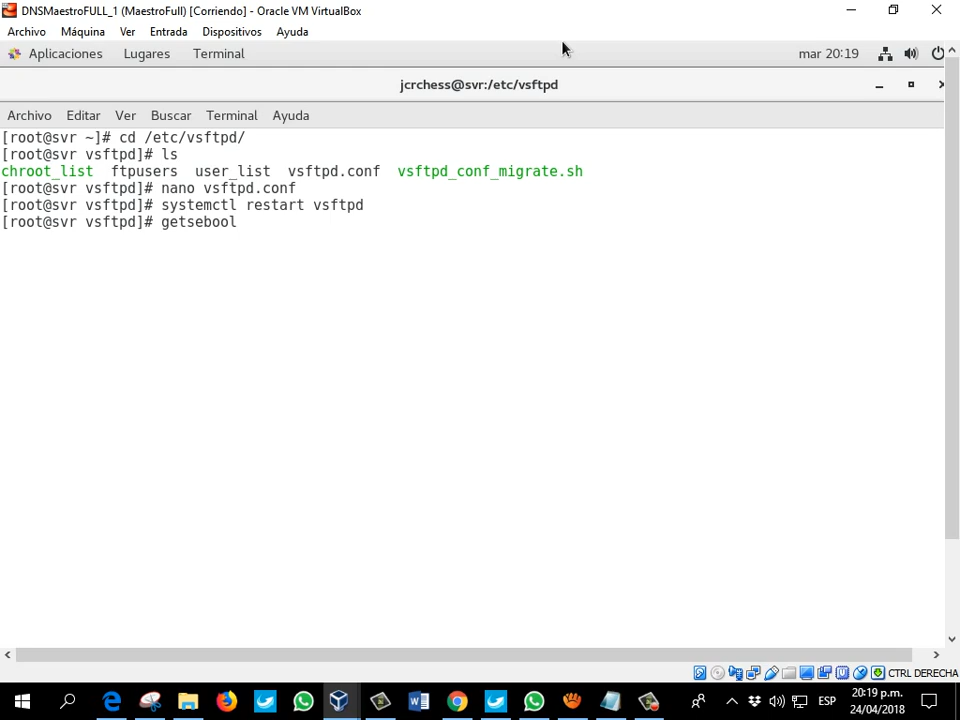 DNSMaestroFULL_1 (MaestroFull) [Corriendo] - Oracle VM VirtualBox
Archivo Máquina Ver Entrada Dispositivos Ayuda
Aplicaciones Lugares Terminal mar 20:19
jcrchess@svr:/etc/vsftpd
Archivo Editar Ver Buscar Terminal Ayuda
[root@svr ~]# cd /etc/vsftpd/
[root@svr vsftpd]# ls
chroot_list ftpusers user_list vsftpd.conf vsftpd_conf_migrate.sh
[root@svr vsftpd]# nano vsftpd.conf
[root@svr vsftpd]# systemctl restart vsftpd
[root@svr vsftpd]# getsebool
CTRL DERECHA
ESP
20:19 p.m.
24/04/2018